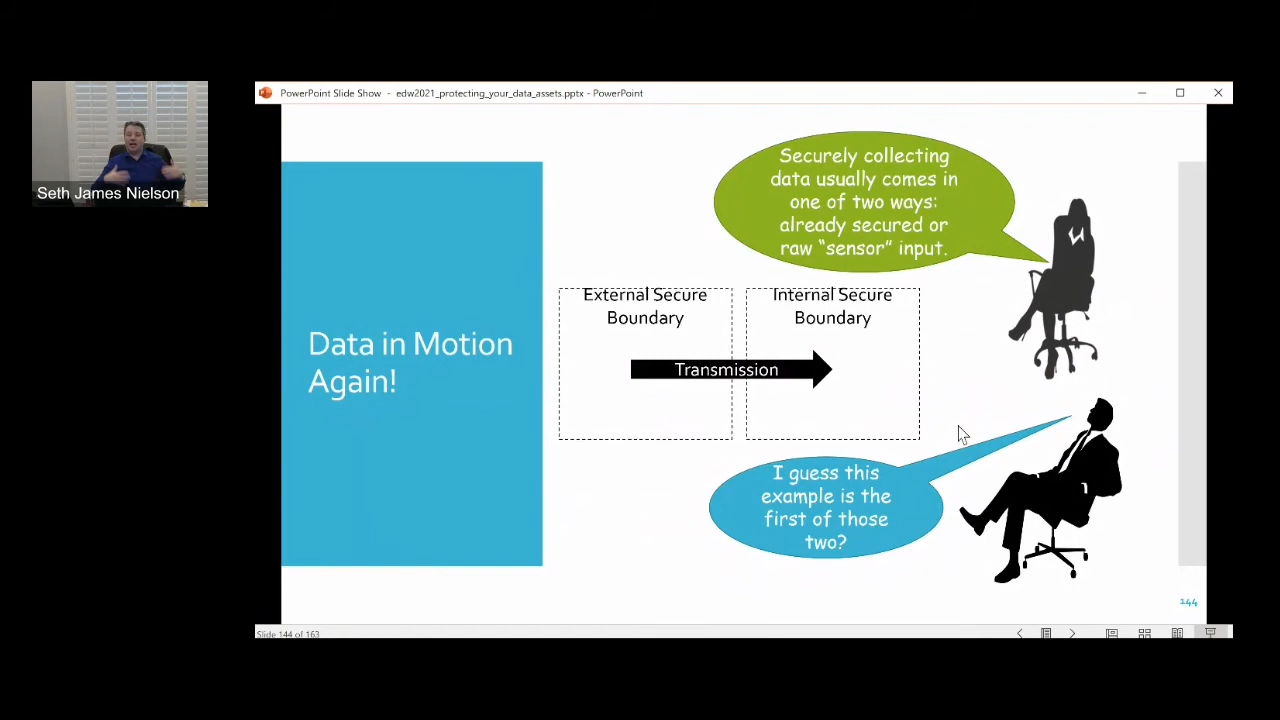 PowerPoint Slide Show - edw2021_protecting_your_data_assets.pptx - PowerPoint
Seth James Nielson
Securely collecting
data usually comes in
one of two ways:
already secured or
raw “sensor” input.
Data in Motion
Again!
External Secure
Boundary
Internal Secure
Boundary
Transmission
I guess this
example is the
first of those
two?
144
Slide 144 of 163